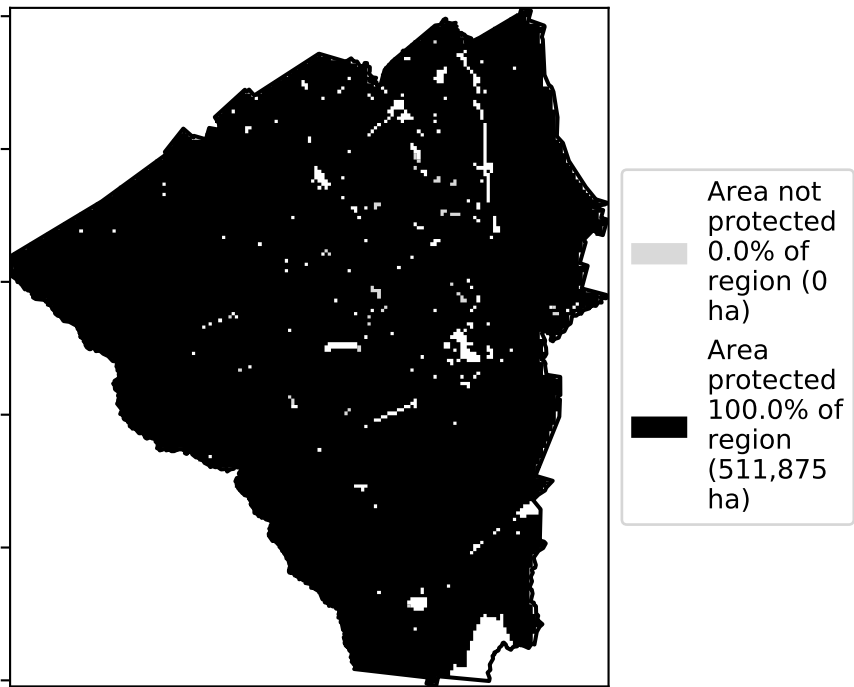 Area not
protected
0.0% of
region (0
ha)
Area
protected
100.0% of
region
(511,875
ha)